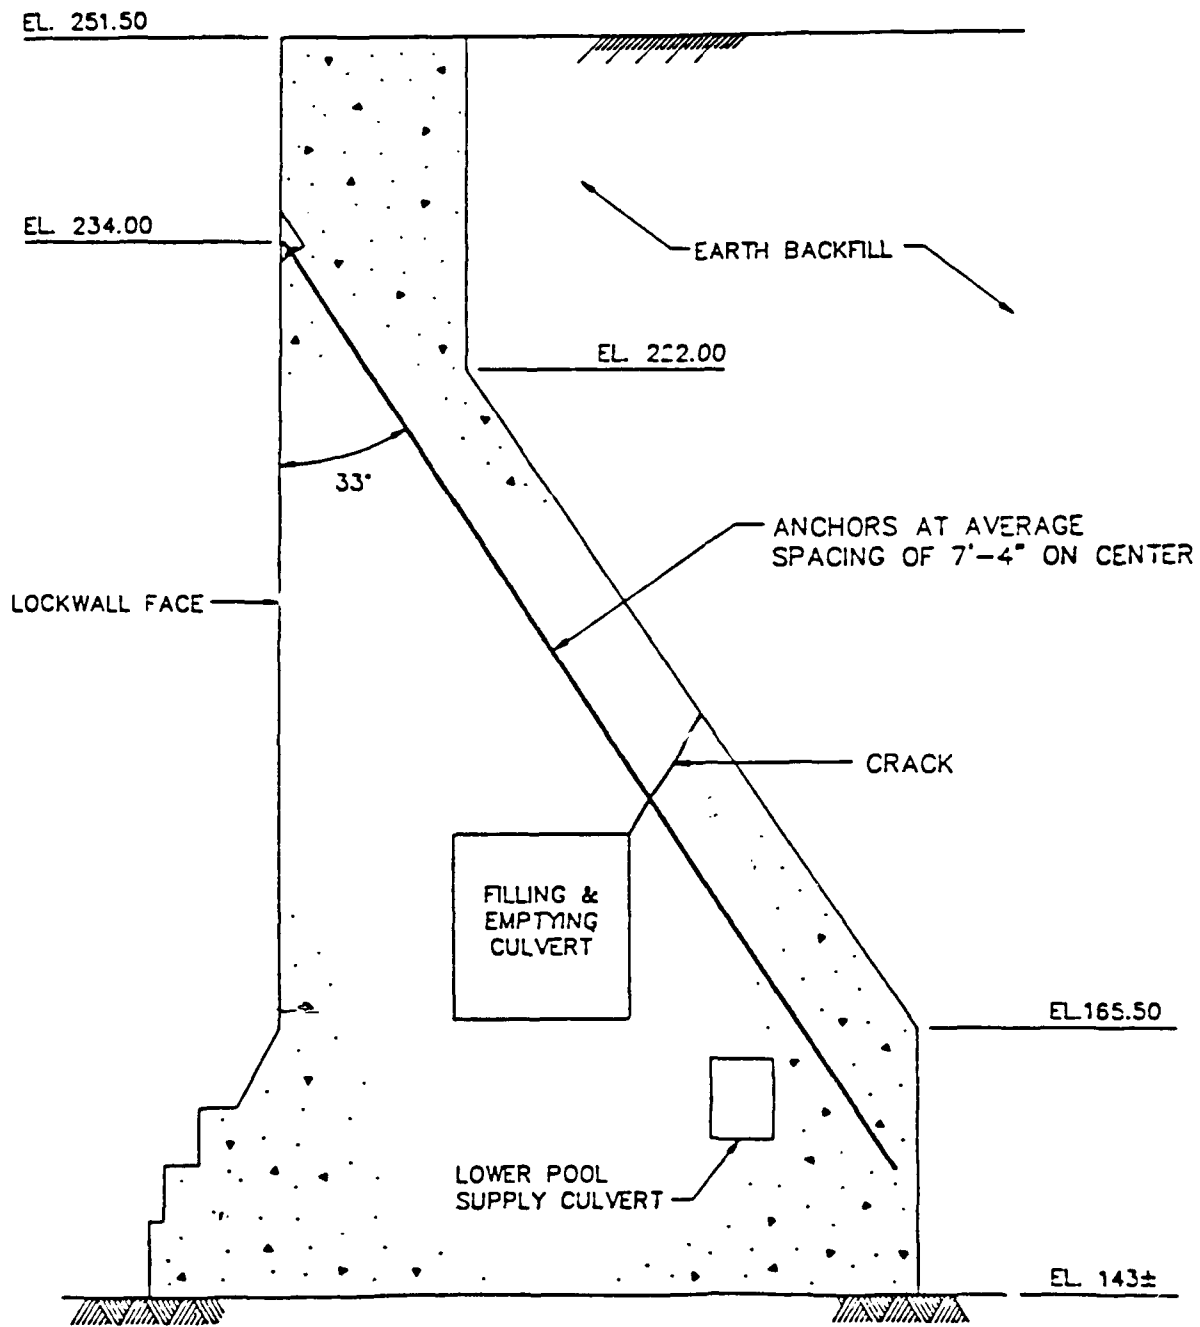 EL. 251.50
EL. 234.00
EARTH BACKFILL
EL. 222.00
33°
ANCHORS AT AVERAGE
SPACING OF 7'-4" ON CENTER
LOCKWALL FACE
CRACK
FILLING &
EMPTYING
CULVERT
EL.165.50
LOWER POOL
SUPPLY CULVERT
EL. 143±